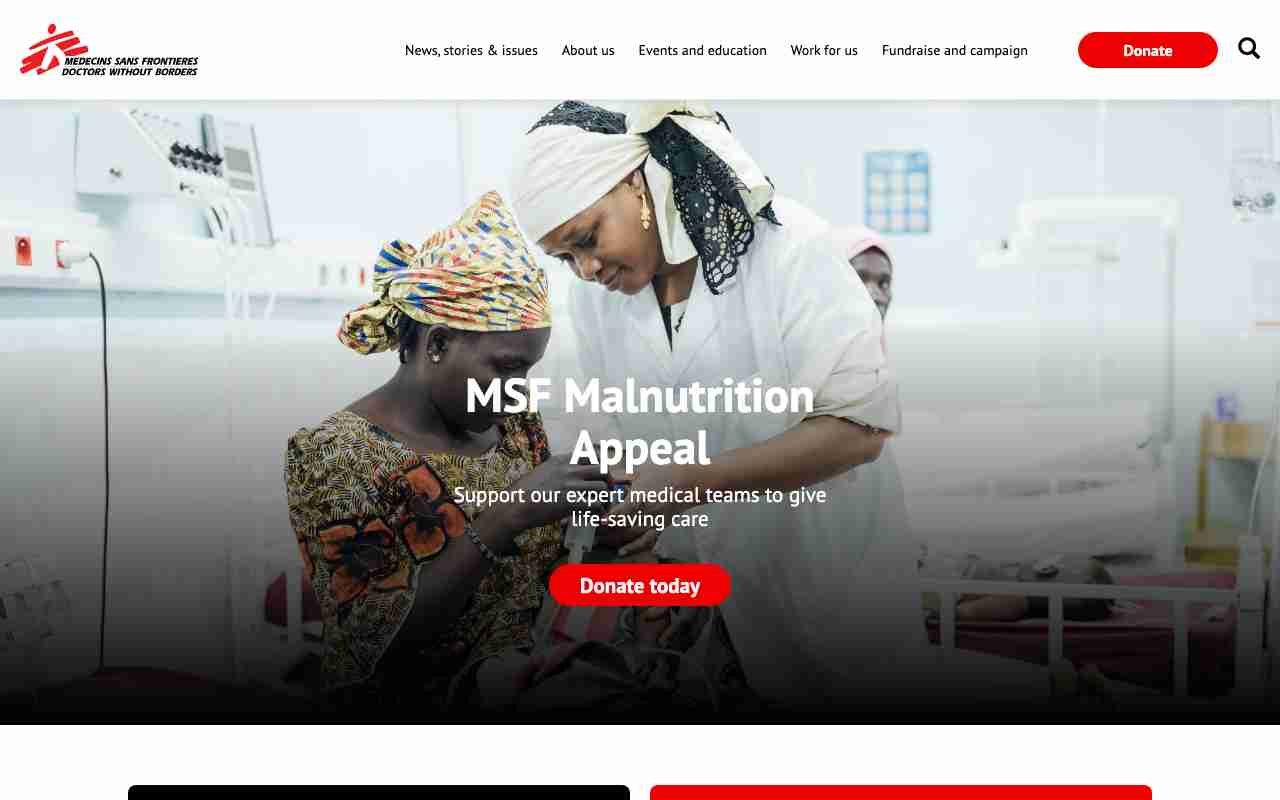 MEDECINS SANS FRONTIERES
DOCTORS WITHOUT BORDERS
News, stories & issues
About us
Events and education
Work for us
Fundraise and campaign
Donate
MSF Malnutrition
Appeal
Support our expert medical teams to give
life-saving care
Donate today